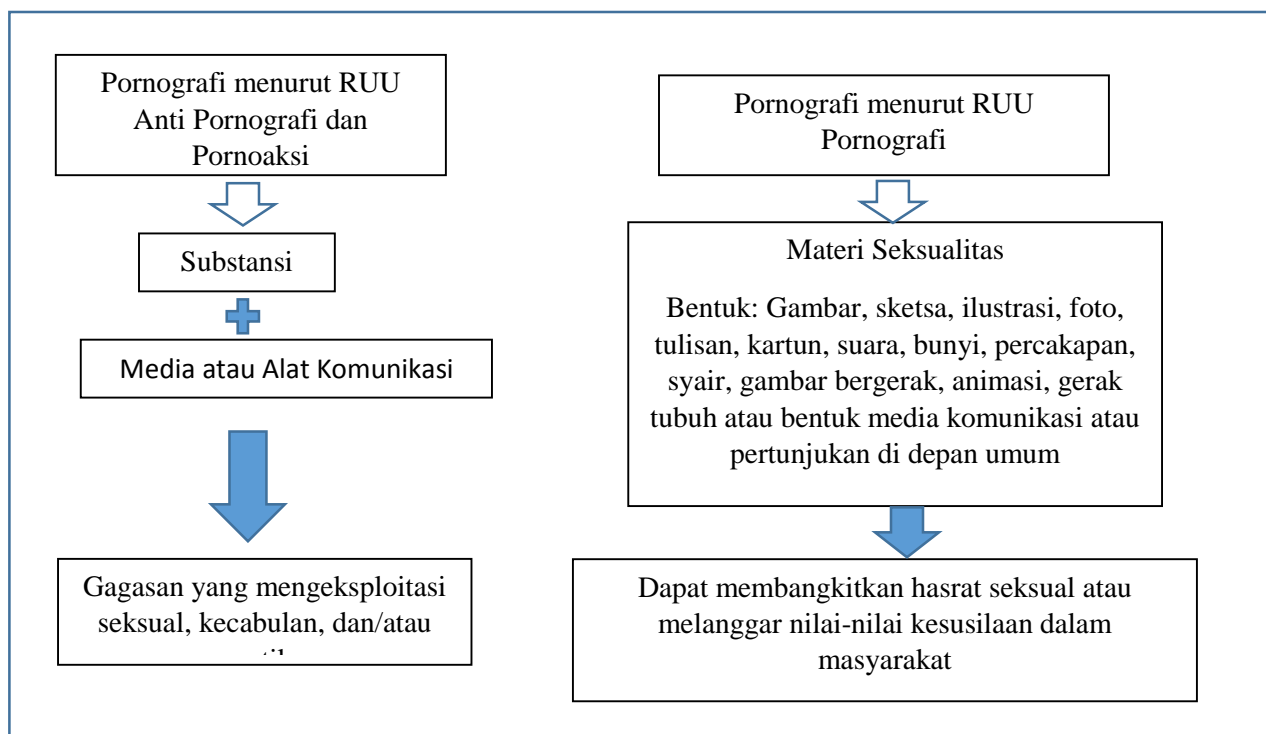 Pornografi menurut RUU
Anti Pornografi dan
Pornoaksi
Substansi
Media atau Alat Komunikasi
Gagasan yang mengeksploitasi
seksual, kecabulan, dan/atau
Pornografi menurut RUU
Pornografi
Materi Seksualitas
Bentuk: Gambar, sketsa, ilustrasi, foto,
tulisan, kartun, suara, bunyi, percakapan,
syair, gambar bergerak, animasi, gerak
tubuh atau bentuk media komunikasi atau
pertunjukan di depan umum
Dapat membangkitkan hasrat seksual atau
melanggar nilai-nilai kesusilaan dalam
masyarakat